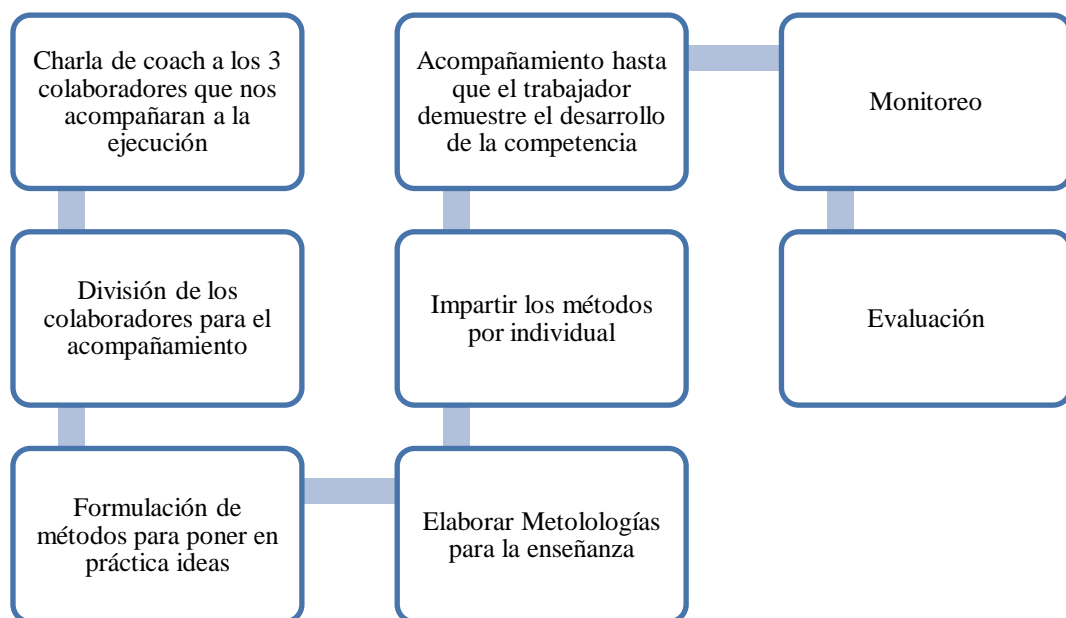 Charla de coach a los 3
colaboradores que nos
acompañaran a la
ejecución
División de los
colaboradores para el
acompañamiento
Formulación de
métodos para poner en
práctica ideas
Elaborar Metolologías
para la enseñanza
Impartir los métodos
por individual
Acompañamiento hasta
que el trabajador
demuestre el desarrollo
de la competencia
Monitoreo
Evaluación